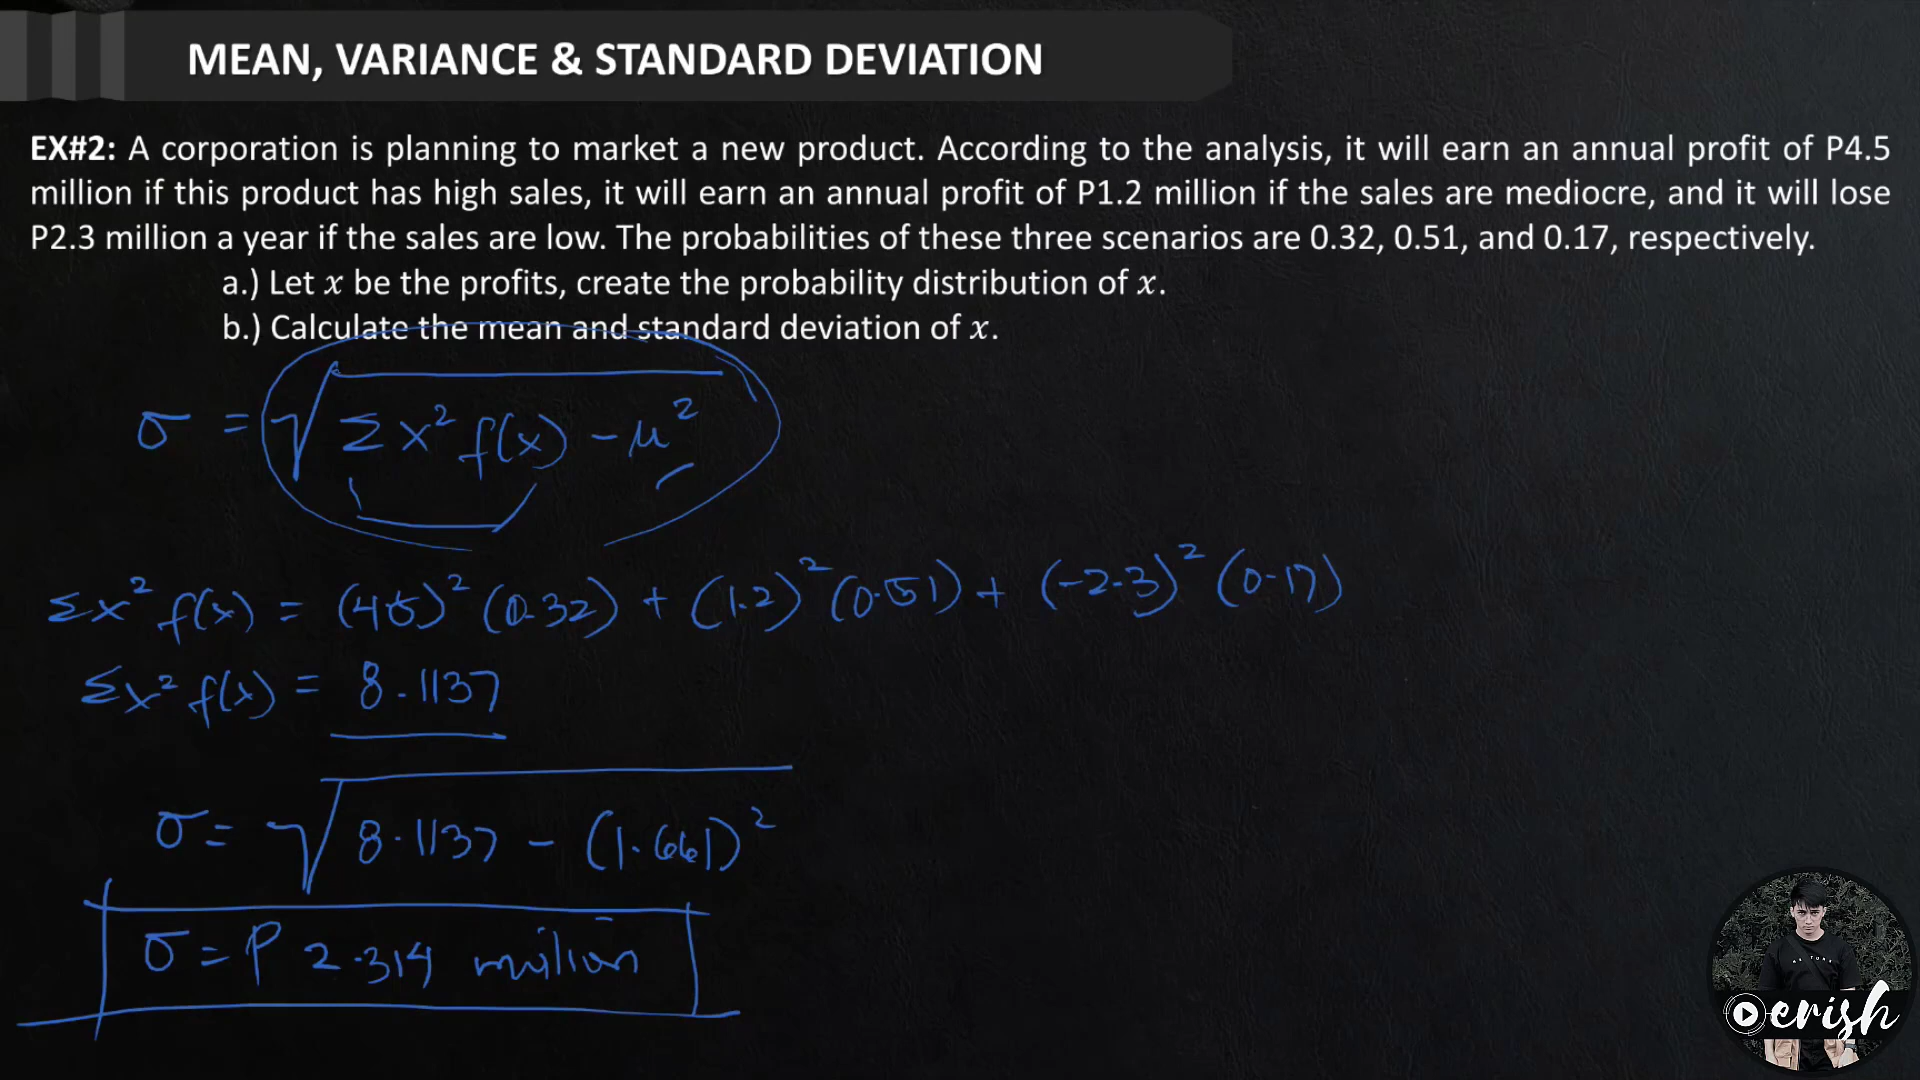 MEAN, VARIANCE & STANDARD DEVIATION
EX#2: A corporation is planning to market a new product. According to the analysis, it will earn an annual profit of P4.5
million if this product has high sales, it will earn an annual profit of P1.2 million if the sales are mediocre, and it will lose
P2.3 million a year if the sales are low. The probabilities of these three scenarios are 0.32, 0.51, and 0.17, respectively.
a.) Let x be the profits, create the probability distribution of x.
b.) Calculate the mean and standard deviation of x.
σ = √(Σx² f(x) - μ²)
Σx² f(x) = (4.5)² (0.32) + (1.2)² (0.51) + (-2.3)² (0.17)
Σx² f(x) = 8.1137
σ = √(8.1137 - (1.661)²)
σ = P 2.314 million
erish